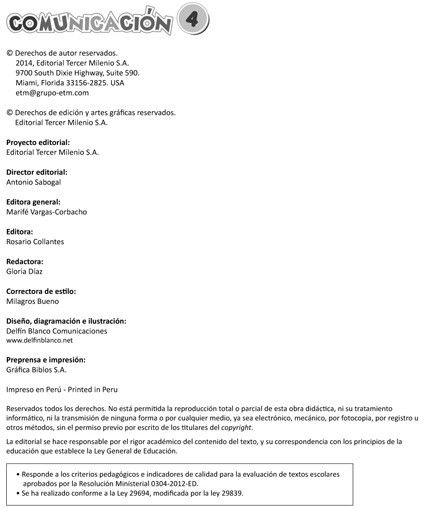 COMUNICACIÓN 4
© Derechos de autor reservados.
2014, Editorial Tercer Milenio S.A.
9700 South Dixie Highway, Suite 590.
Miami, Florida 33156-2825. USA
etm@grupo-etm.com
© Derechos de edición y artes gráficas reservados.
Editorial Tercer Milenio S.A.
Proyecto editorial:
Editorial Tercer Milenio S.A.
Director editorial:
Antonio Sabogal
Editora general:
Marifé Vargas-Corbacho
Editora:
Rosario Collantes
Redactora:
Gloria Díaz
Correctora de estilo:
Milagros Bueno
Diseño, diagramación e ilustración:
Delfín Blanco Comunicaciones
www.delfinblanco.net
Preprensa e impresión:
Gráfica Biblos S.A.
Impreso en Perú - Printed in Peru
Reservados todos los derechos. No está permitida la reproducción total o parcial de esta obra didáctica, ni su tratamiento
informático, ni la transmisión de ninguna forma o por cualquier medio, ya sea electrónico, mecánico, por fotocopia, por registro u
otros métodos, sin el permiso previo por escrito de los titulares del copyright.
La editorial se hace responsable por el rigor académico del contenido del texto, y su correspondencia con los principios de la
educación que establece la Ley General de Educación.
• Responde a los criterios pedagógicos e indicadores de calidad para la evaluación de textos escolares
aprobados por la Resolución Ministerial 0304-2012-ED.
• Se ha realizado conforme a la Ley 29694, modificada por la ley 29839.